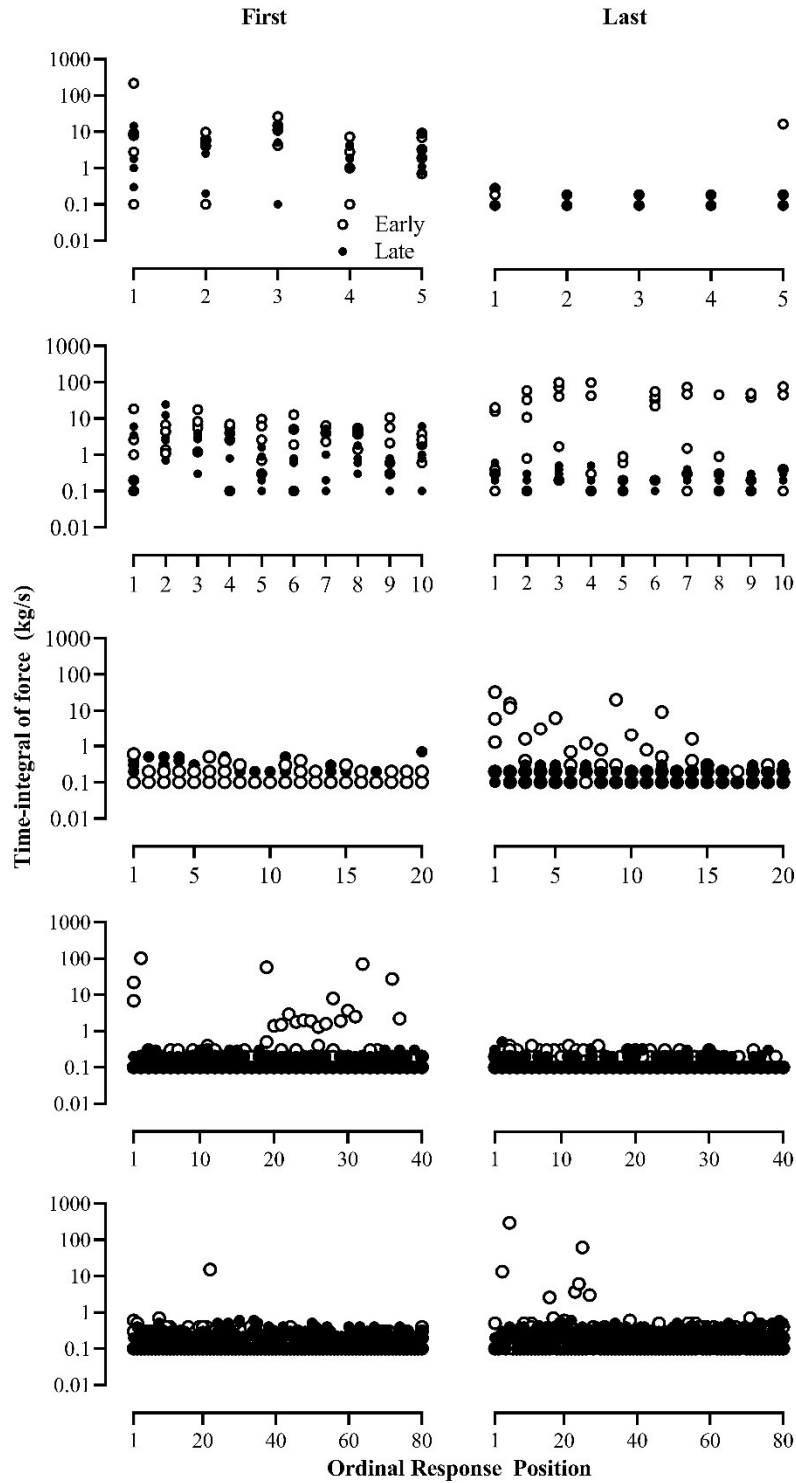 First Last
1000
100
10
1
0.1
0.01
Early
Late
1 2 3 4 5
1 2 3 4 5
1000
100
10
1
0.1
0.01
1 2 3 4 5 6 7 8 9 10
1 2 3 4 5 6 7 8 9 10
Time-integral of force (kg/s)
1000
100
10
1
0.1
0.01
1 5 10 15 20
1 5 10 15 20
1000
100
10
1
0.1
0.01
1 10 20 30 40
1 10 20 30 40
1000
100
10
1
0.1
0.01
1 20 40 60 80
1 20 40 60 80
Ordinal Response Position